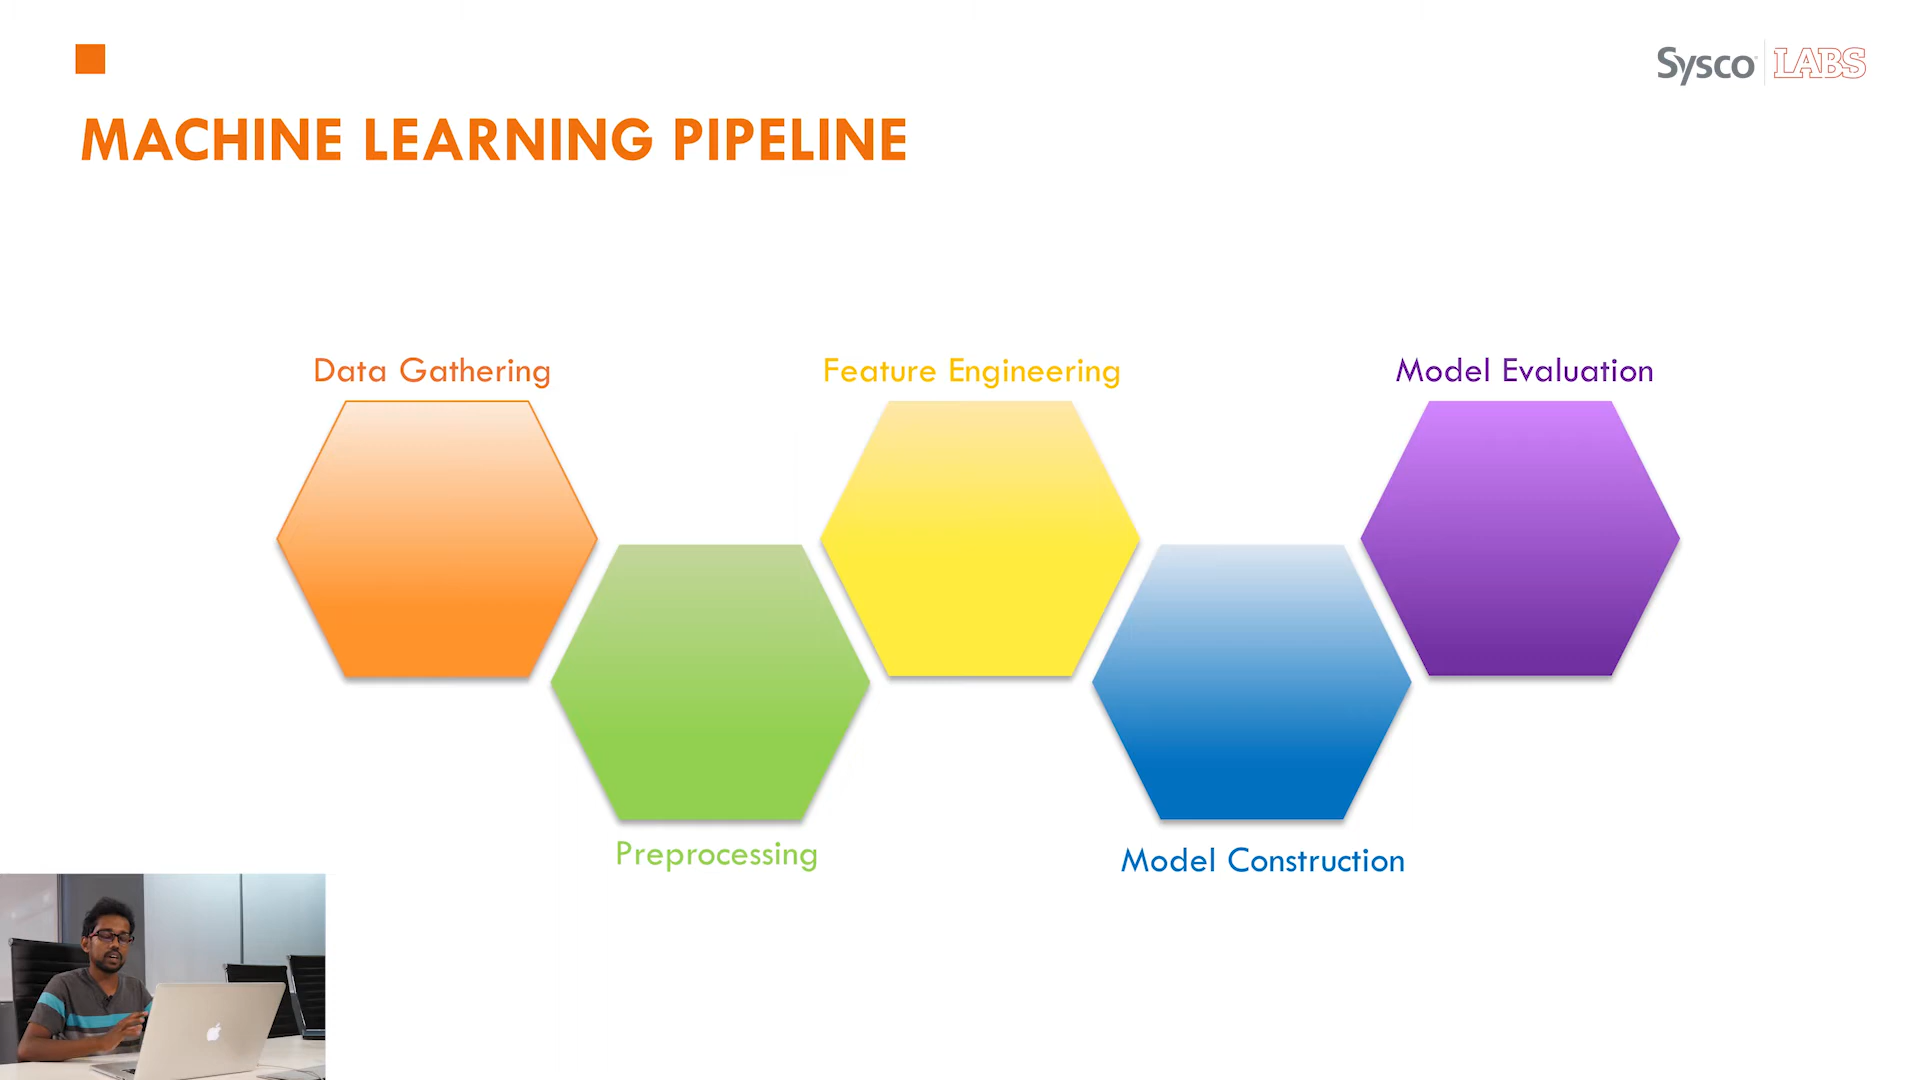 Sysco LABS
MACHINE LEARNING PIPELINE
Data Gathering
Feature Engineering
Model Evaluation
Preprocessing
Model Construction